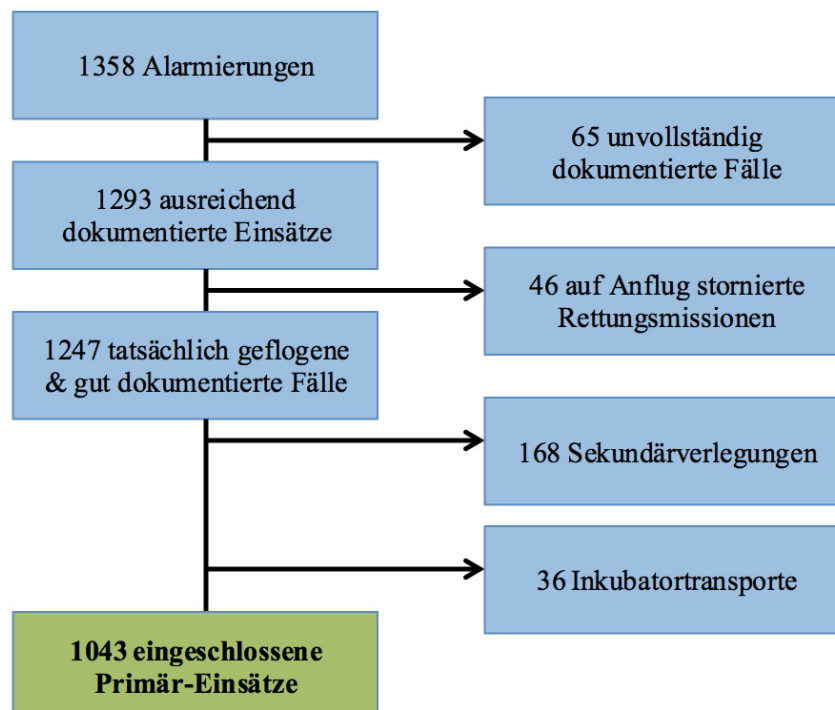 1358 Alarmierungen
65 unvollständig
dokumentierte Fälle
1293 ausreichend
dokumentierte Einsätze
46 auf Anflug stornierte
Rettungsmissionen
1247 tatsächlich geflogene
& gut dokumentierte Fälle
168 Sekundärverlegungen
36 Inkubatortransporte
1043 eingeschlossene
Primär-Einsätze